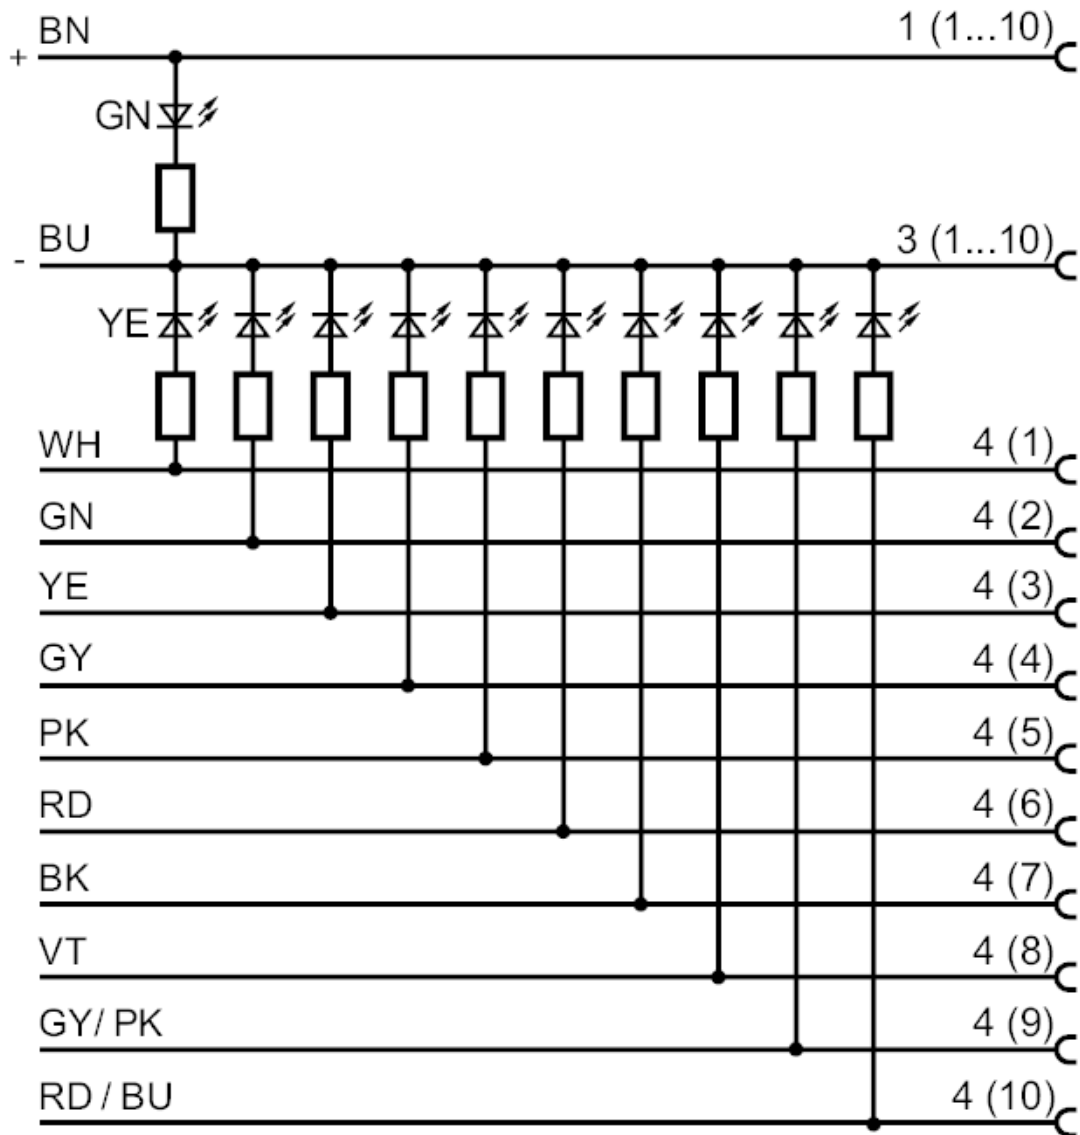 BN 1 (1...10)
+
GN
BU 3 (1...10)
-
YE
WH 4 (1)
GN 4 (2)
YE 4 (3)
GY 4 (4)
PK 4 (5)
RD 4 (6)
BK 4 (7)
VT 4 (8)
GY/ PK 4 (9)
RD / BU 4 (10)